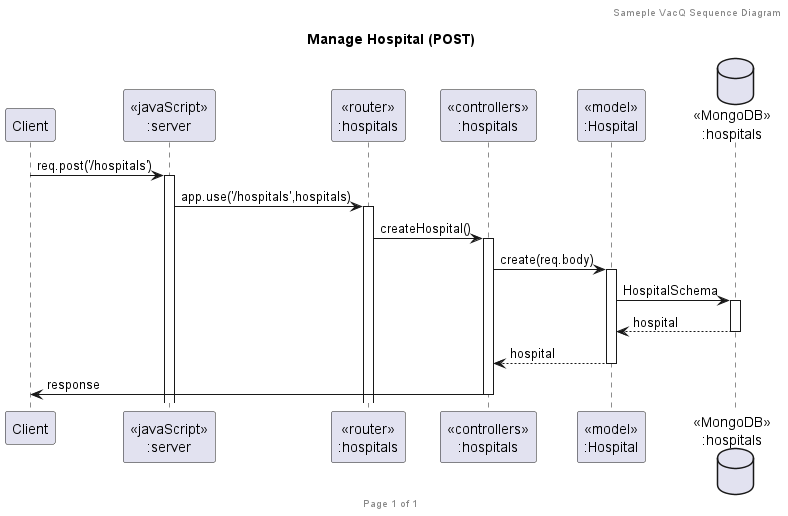 Sameple VacQ Sequence Diagram
Manage Hospital (POST)
Client
«javaScript»
:server
«router»
:hospitals
«controllers»
:hospitals
«model»
:Hospital
«MongoDB»
:hospitals
req.post('/hospitals')
app.use('/hospitals',hospitals)
createHospital()
create(req.body)
HospitalSchema
hospital
hospital
response
Client
«javaScript»
:server
«router»
:hospitals
«controllers»
:hospitals
«model»
:Hospital
«MongoDB»
:hospitals
Page 1 of 1